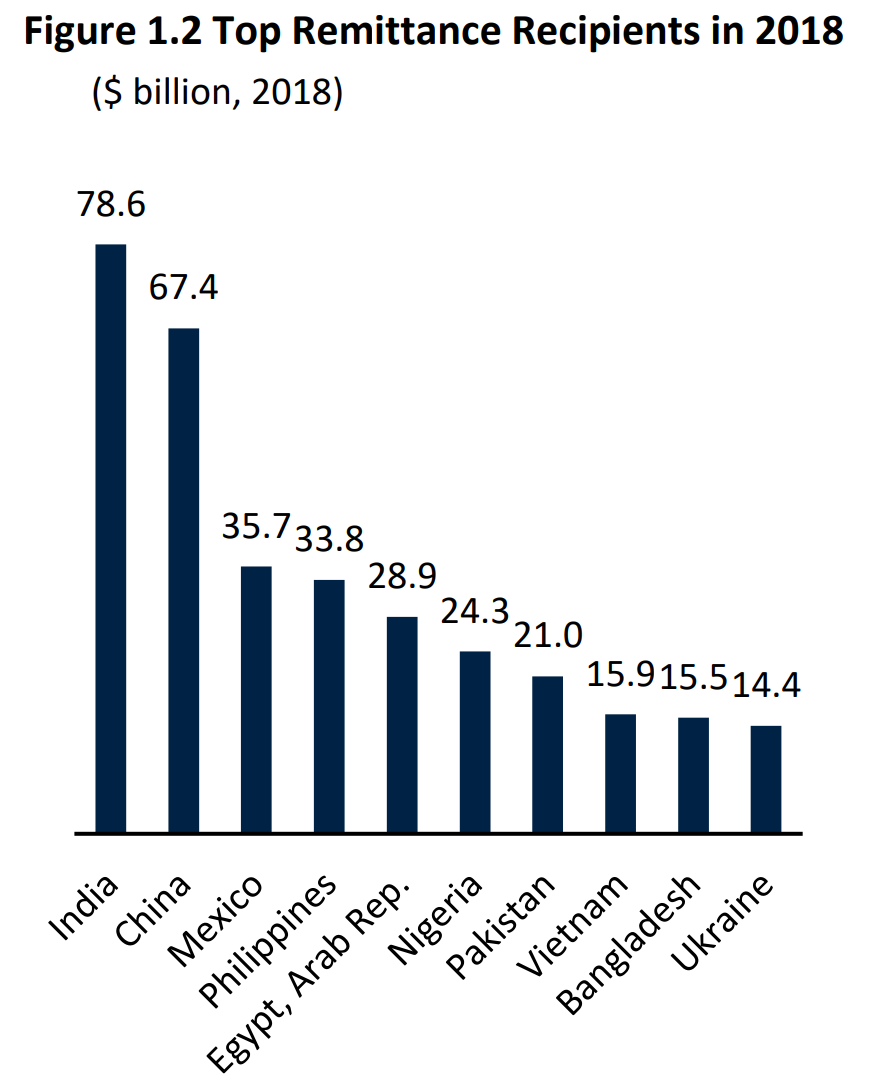 Figure 1.2 Top Remittance Recipients in 2018
($ billion, 2018)
78.6
67.4
35.7
33.8
28.9
24.3
21.0
15.9
15.5
14.4
India
China
Mexico
Philippines
Egypt, Arab Rep.
Nigeria
Pakistan
Vietnam
Bangladesh
Ukraine